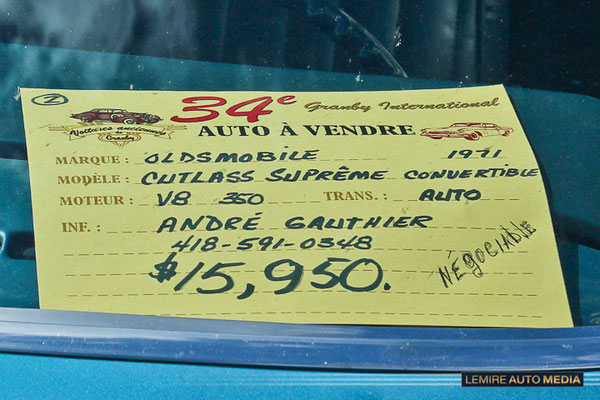 2
34e Granby International
Voitures anciennes
de
Granby
AUTO À VENDRE
MARQUE : OLDSMOBILE 1971
MODÈLE : CUTLASS SUPRÊME CONVERTIBLE
MOTEUR : V8 350 TRANS. : AUTO
INF. : ANDRÉ GAUTHIER
418-591-0348
$15,950.
NÉGOCIABLE
LEMIRE AUTO MEDIA